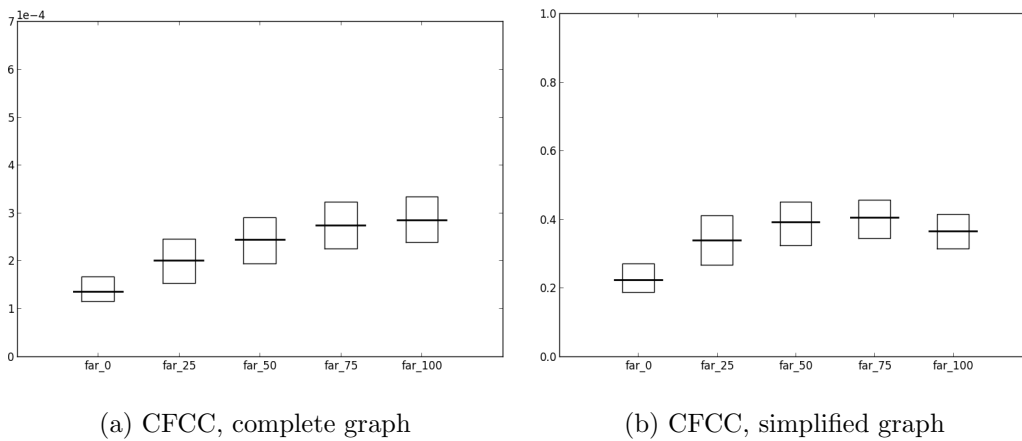 1e−4
7
6
5
4
3
2
1
0
far_0 far_25 far_50 far_75 far_100
(a) CFCC, complete graph
1.0
0.8
0.6
0.4
0.2
0.0
far_0 far_25 far_50 far_75 far_100
(b) CFCC, simplified graph